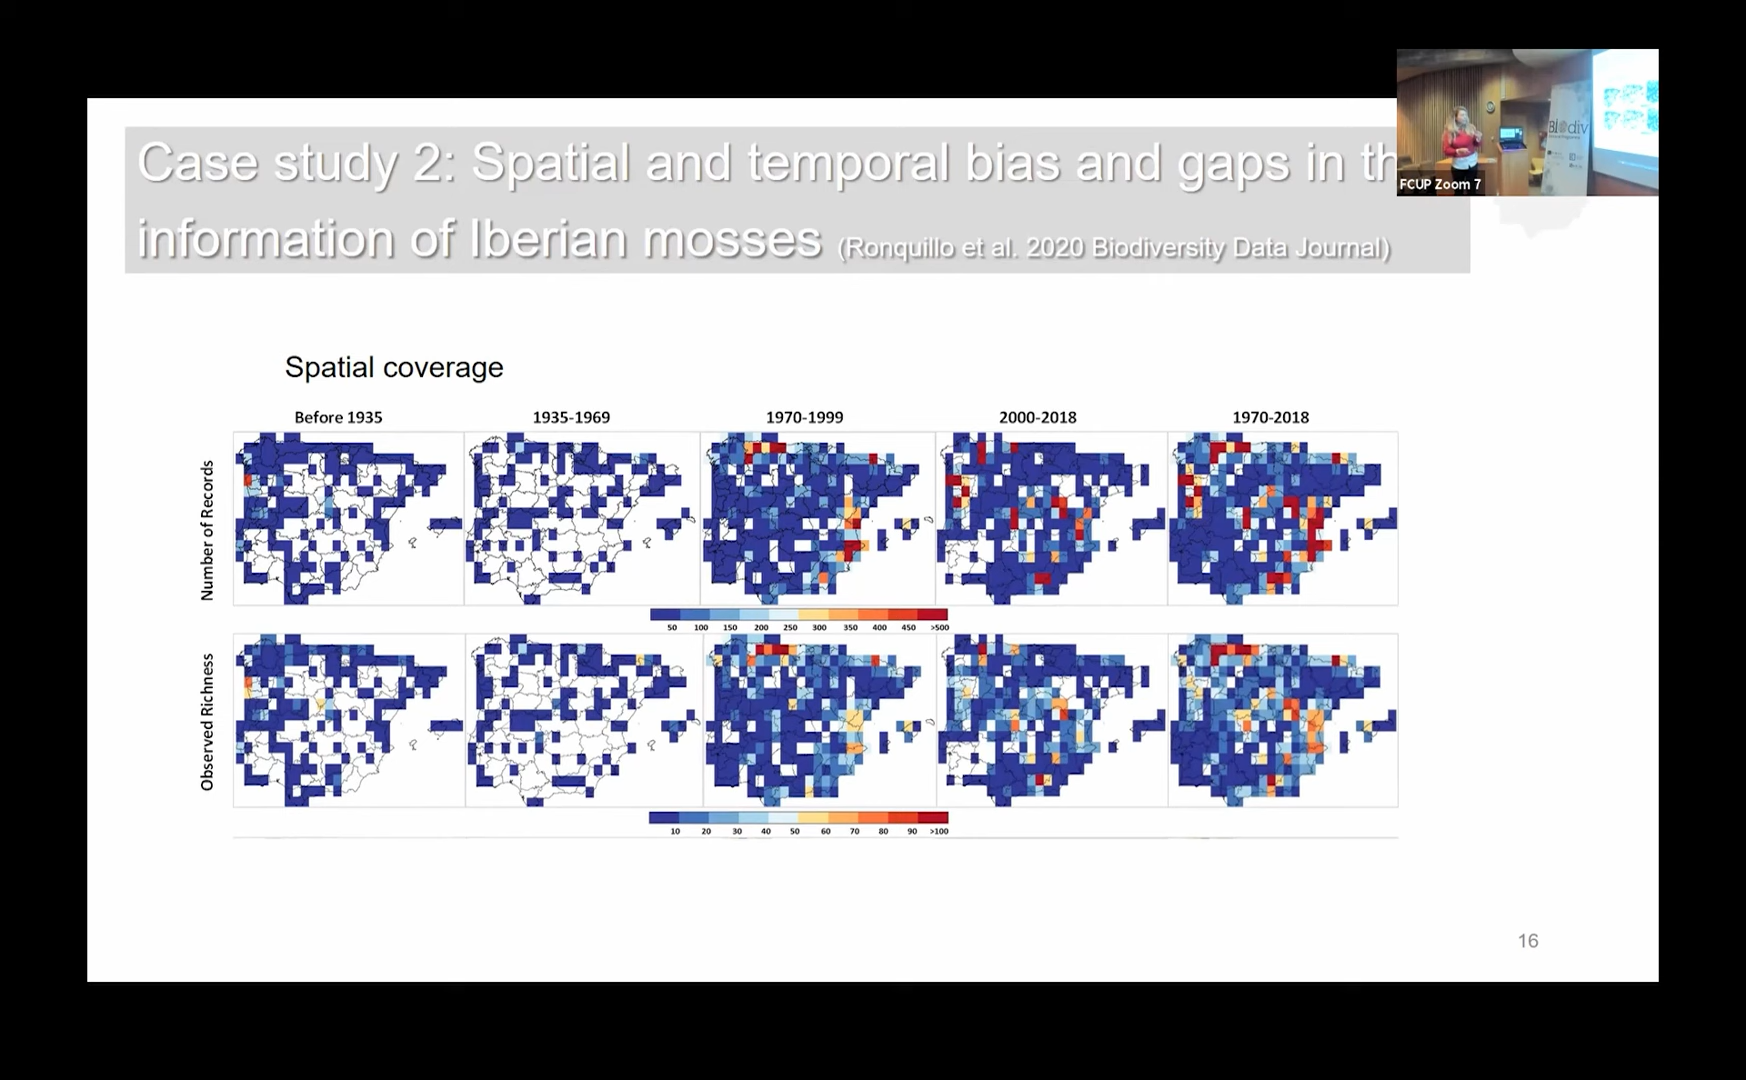 Case study 2: Spatial and temporal bias and gaps in th
information of Iberian mosses (Ronquillo et al. 2020 Biodiversity Data Journal)
Biodiv
FCUP Zoom 7
Spatial coverage
Before 1935 1935-1969 1970-1999 2000-2018 1970-2018
Number of Records
50 100 150 200 250 300 350 400 450 >500
Observed Richness
10 20 30 40 50 60 70 80 90 >100
16